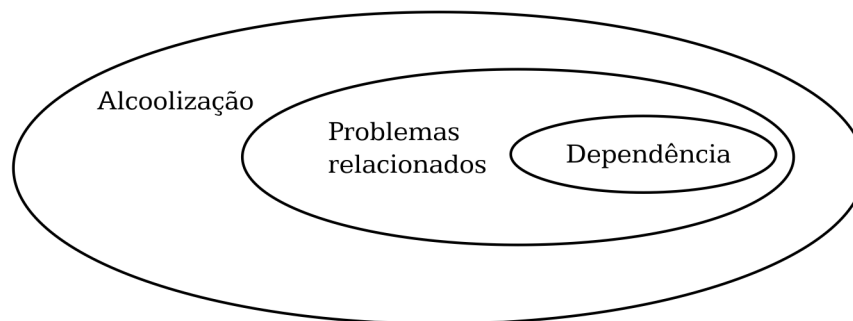 Alcoolização
Problemas
relacionados
Dependência